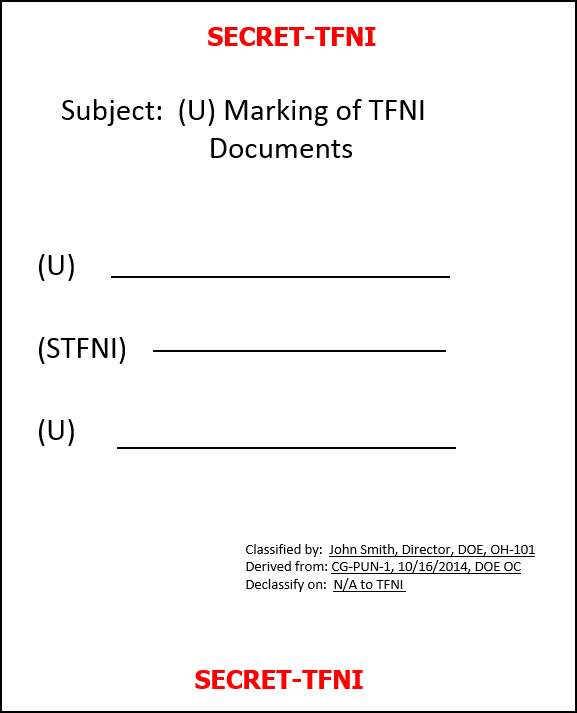 SECRET-TFNI
Subject:  (U) Marking of TFNI
Documents
(U)
(STFNI)
(U)
Classified by:  John Smith, Director, DOE, OH-101
Derived from: CG-PUN-1, 10/16/2014, DOE OC
Declassify on:  N/A to TFNI
SECRET-TFNI